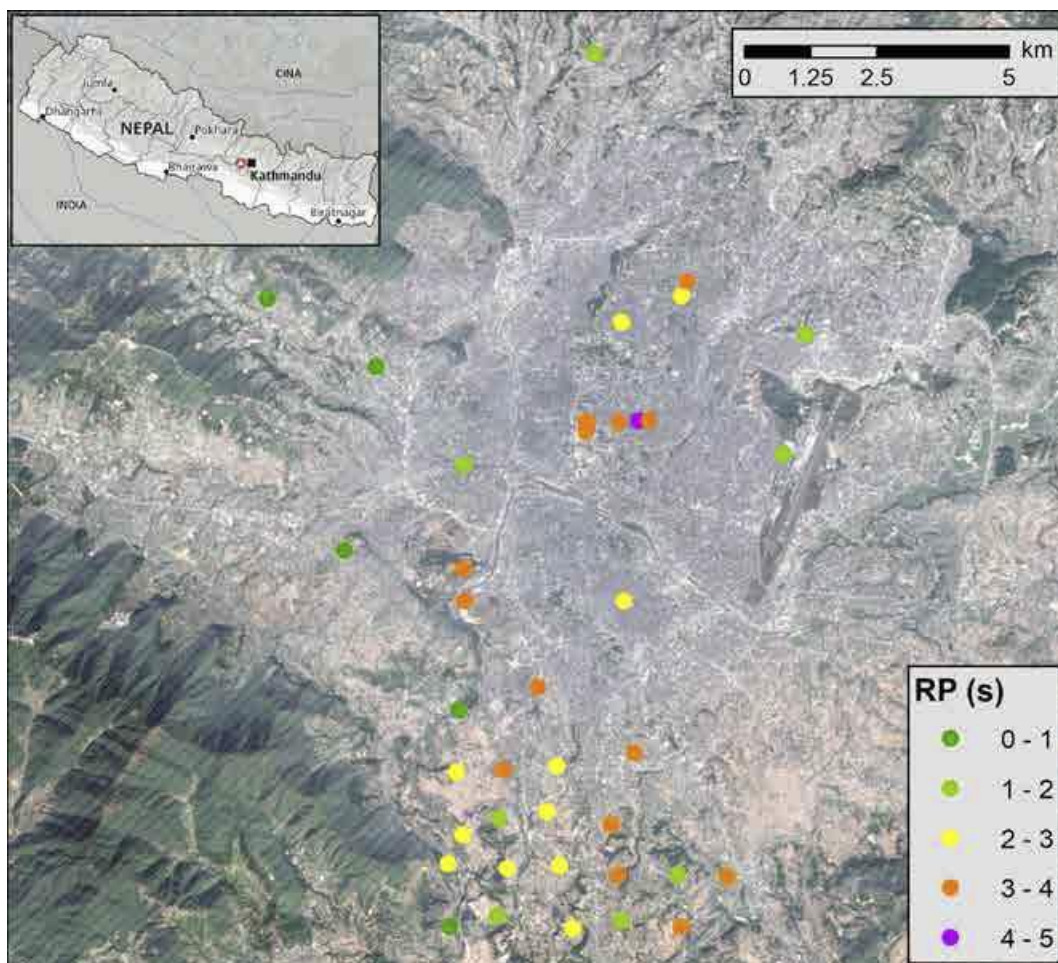 CINA
Jumla
Dhangarhi
NEPAL
Pokhara
Bhairawa
Kathmandu
INDIA
Biratnagar
km
0 1.25 2.5 5
RP (s)
0 - 1
1 - 2
2 - 3
3 - 4
4 - 5